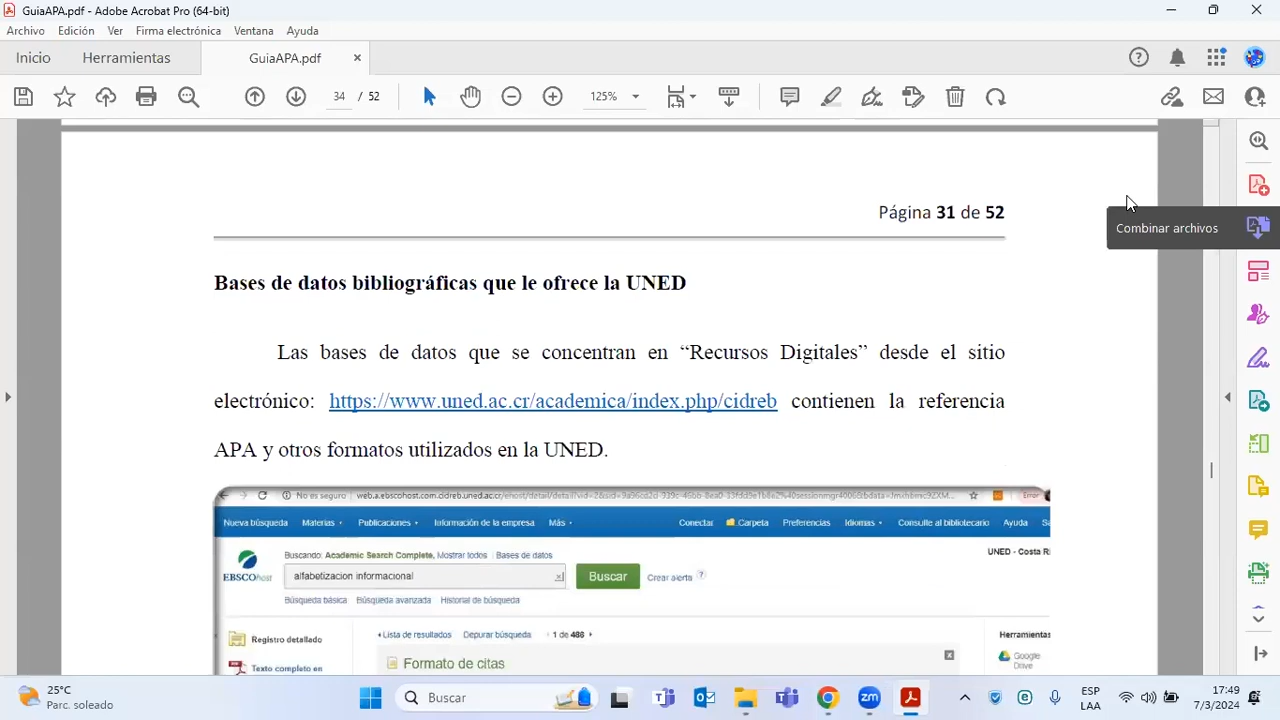 GuiaAPA.pdf - Adobe Acrobat Pro (64-bit)
Archivo Edición Ver Firma electrónica Ventana Ayuda
Inicio Herramientas GuiaAPA.pdf
34 / 52 125%
Página 31 de 52
Combinar archivos
Bases de datos bibliográficas que le ofrece la UNED
Las bases de datos que se concentran en “Recursos Digitales” desde el sitio
electrónico: https://www.uned.ac.cr/academica/index.php/cidreb contienen la referencia
APA y otros formatos utilizados en la UNED.
No es seguro Error
Nueva búsqueda Materias Publicaciones Información de la empresa Más Conectar Carpeta Preferencias Idiomas Consulte al bibliotecario Ayuda
Buscando: Academic Search Complete, Mostrar todos Bases de datos
UNED - Costa Ri
EBSCOhost alfabetizacion informacional Buscar Crear alerta ?
Búsqueda básica Búsqueda avanzada Historial de búsqueda
Registro detallado Lista de resultados Depurar búsqueda 1 de 486 Herramientas
Texto completo en Formato de citas Google
Drive
25°C
Parc. soleado
Buscar
ESP
LAA
17:49
7/3/2024